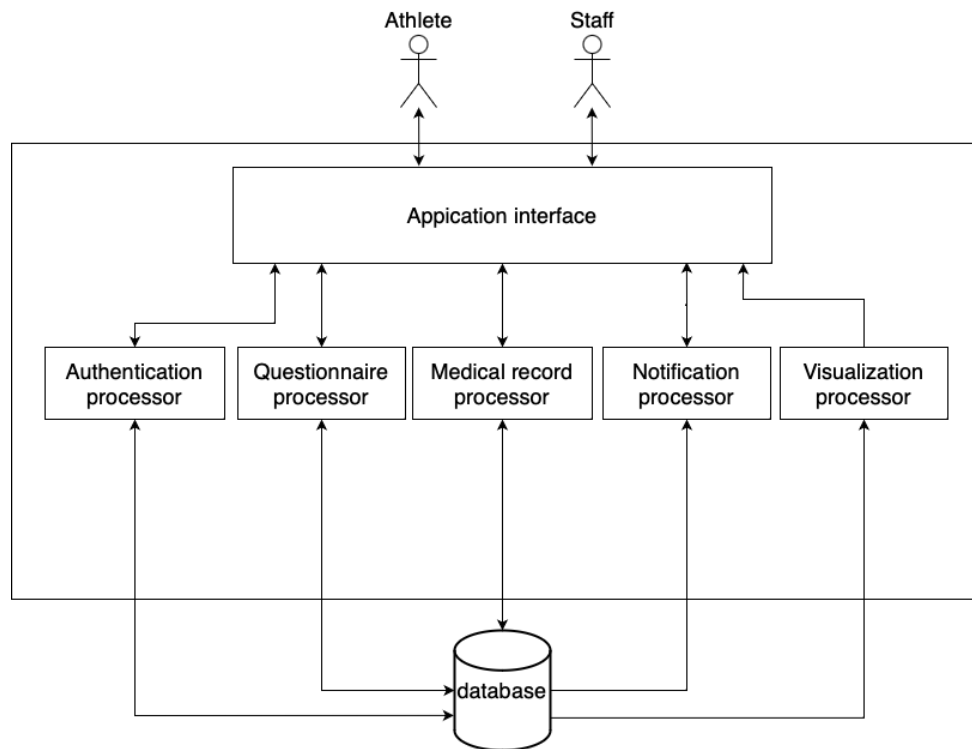 Athlete
Staff
Appication interface
Authentication
processor
Questionnaire
processor
Medical record
processor
Notification
processor
Visualization
processor
database